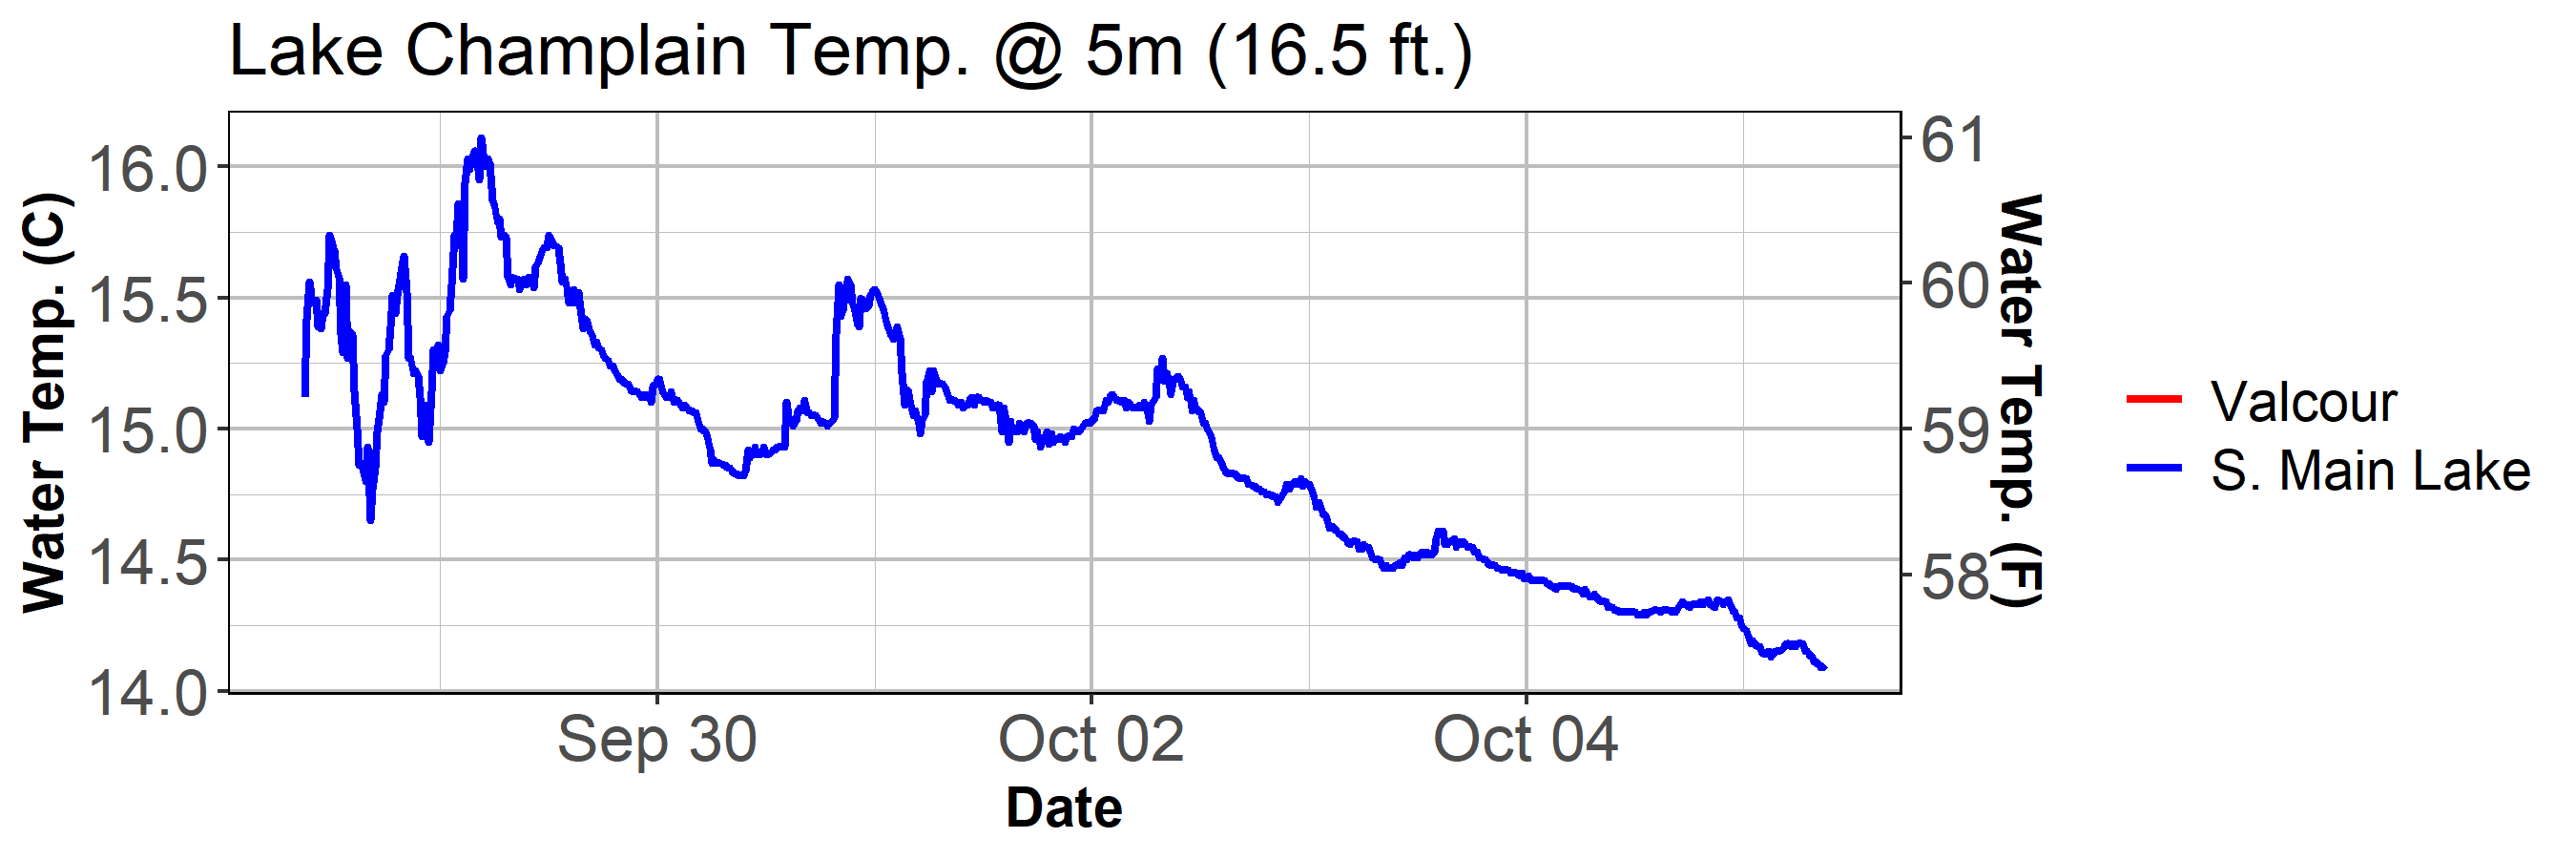 Lake Champlain Temp. @ 5m (16.5 ft.)
Water Temp. (C)
16.0
15.5
15.0
14.5
14.0
61
60
59
58
Water Temp. (F)
Sep 30
Oct 02
Oct 04
Date
Valcour
S. Main Lake